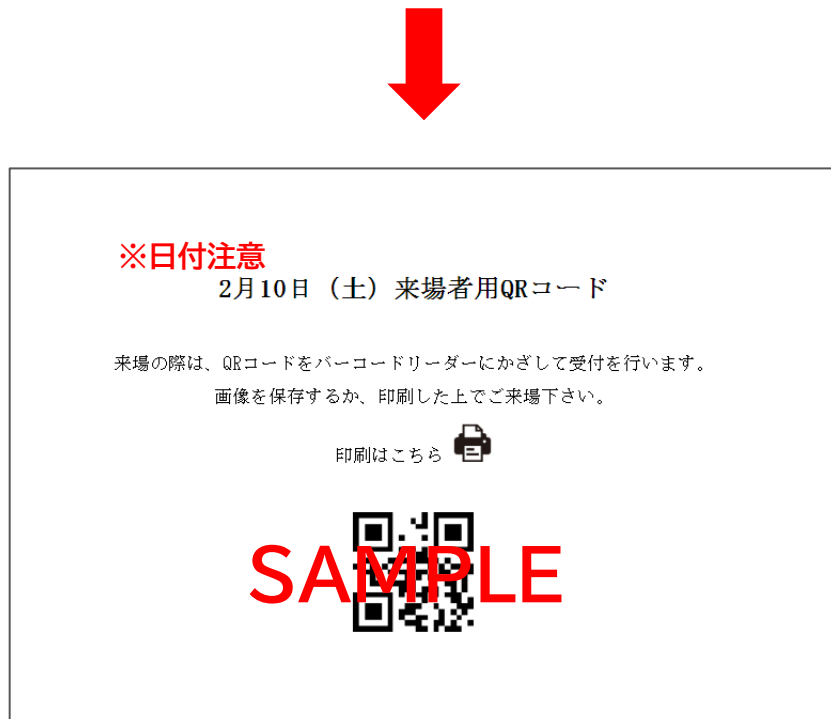 ※日付注意
2月10日（土）来場者用QRコード
来場の際は、QRコードをバーコードリーダーにかざして受付を行います。
画像を保存するか、印刷した上でご来場下さい。
印刷はこちら
SAMPLE